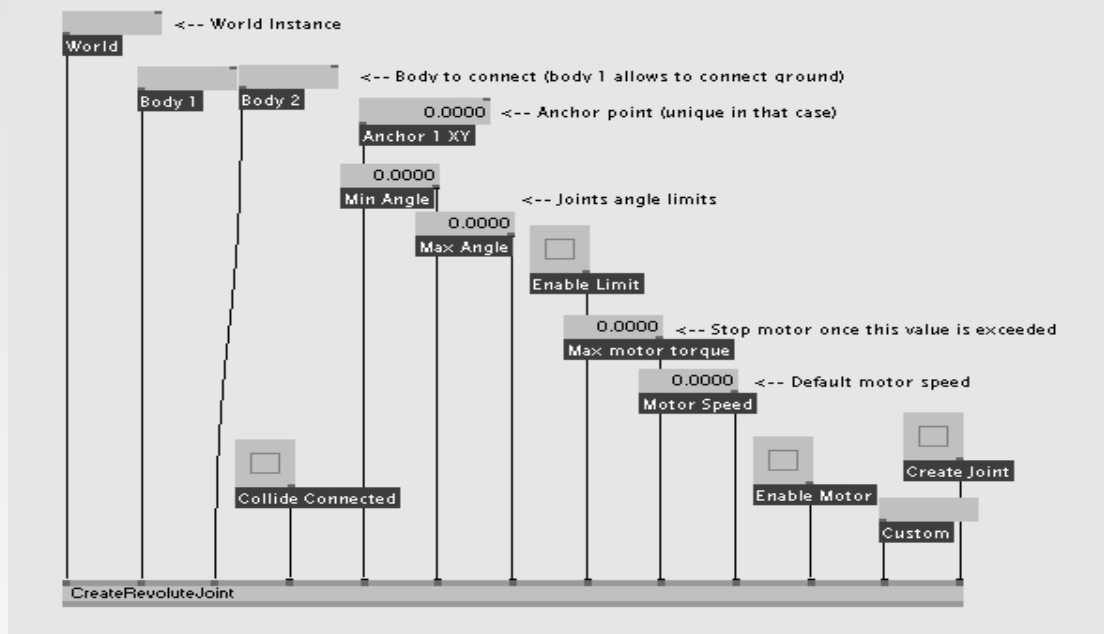 <-- World Instance
World
<-- Body to connect (body 1 allows to connect ground)
Body 1
Body 2
0.0000 <-- Anchor point (unique in that case)
Anchor 1 XY
0.0000
Min Angle
<-- Joints angle limits
0.0000
Max Angle
Enable Limit
0.0000 <-- Stop motor once this value is exceeded
Max motor torque
0.0000 <-- Default motor speed
Motor Speed
Create Joint
Collide Connected
Enable Motor
Custom
CreateRevoluteJoint